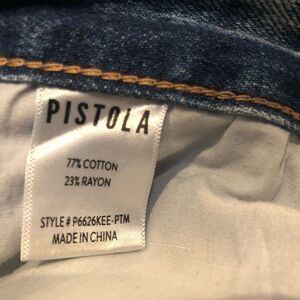 PISTOLA
77% COTTON
23% RAYON
STYLE # P6626KEE-PTM
MADE IN CHINA